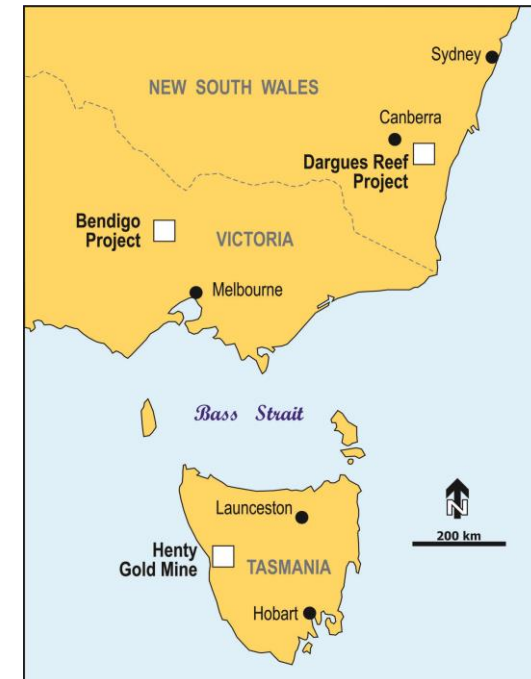 Sydney
NEW SOUTH WALES
Canberra
Dargues Reef
Project
Bendigo
Project
VICTORIA
Melbourne
Bass Strait
Launceston
N
200 km
Henty
Gold Mine
TASMANIA
Hobart